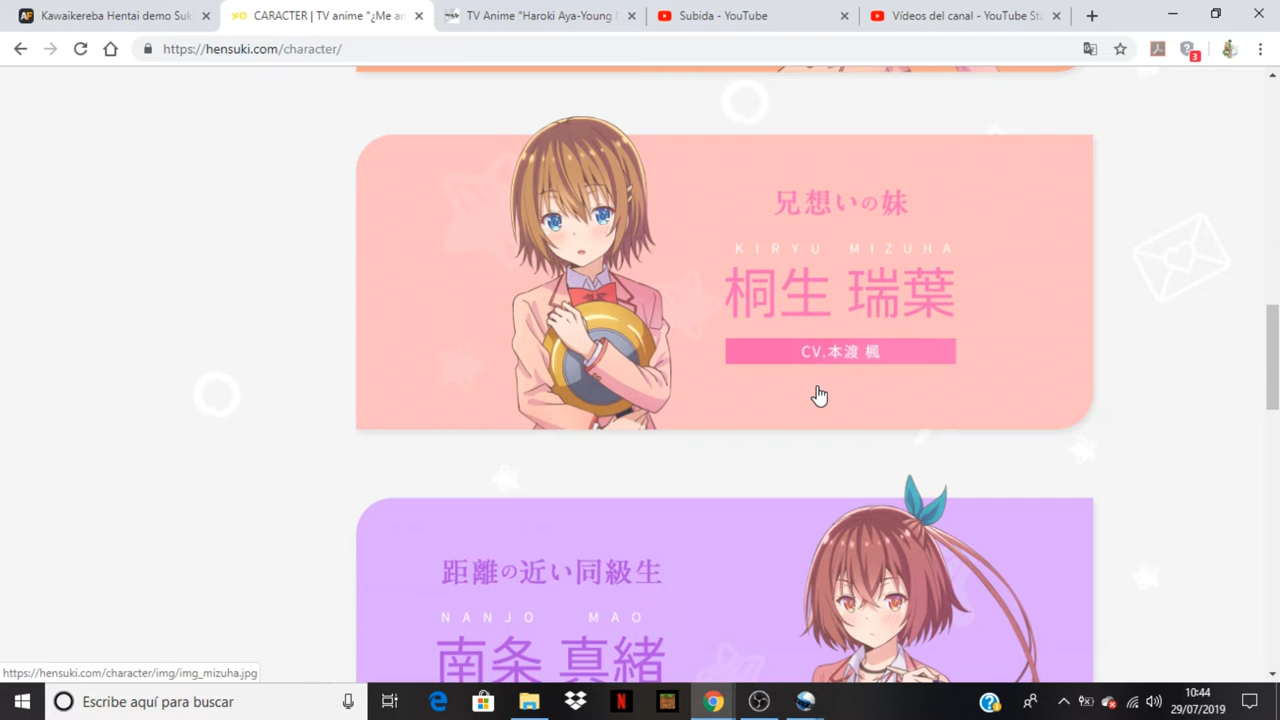 Kawaikereba Hentai demo Suk
CARACTER | TV anime "¿Me an
TV Anime "Haroki Aya-Young
Subida - YouTube
Vídeos del canal - YouTube Stu
https://hensuki.com/character/
3
兄想いの妹
KIRYU MIZUHA
桐生 瑞葉
CV.本渡 楓
距離の近い同級生
NANJO MAO
南条 真緒
https://hensuki.com/character/img/img_mizuha.jpg
Escribe aquí para buscar
10:44
29/07/2019